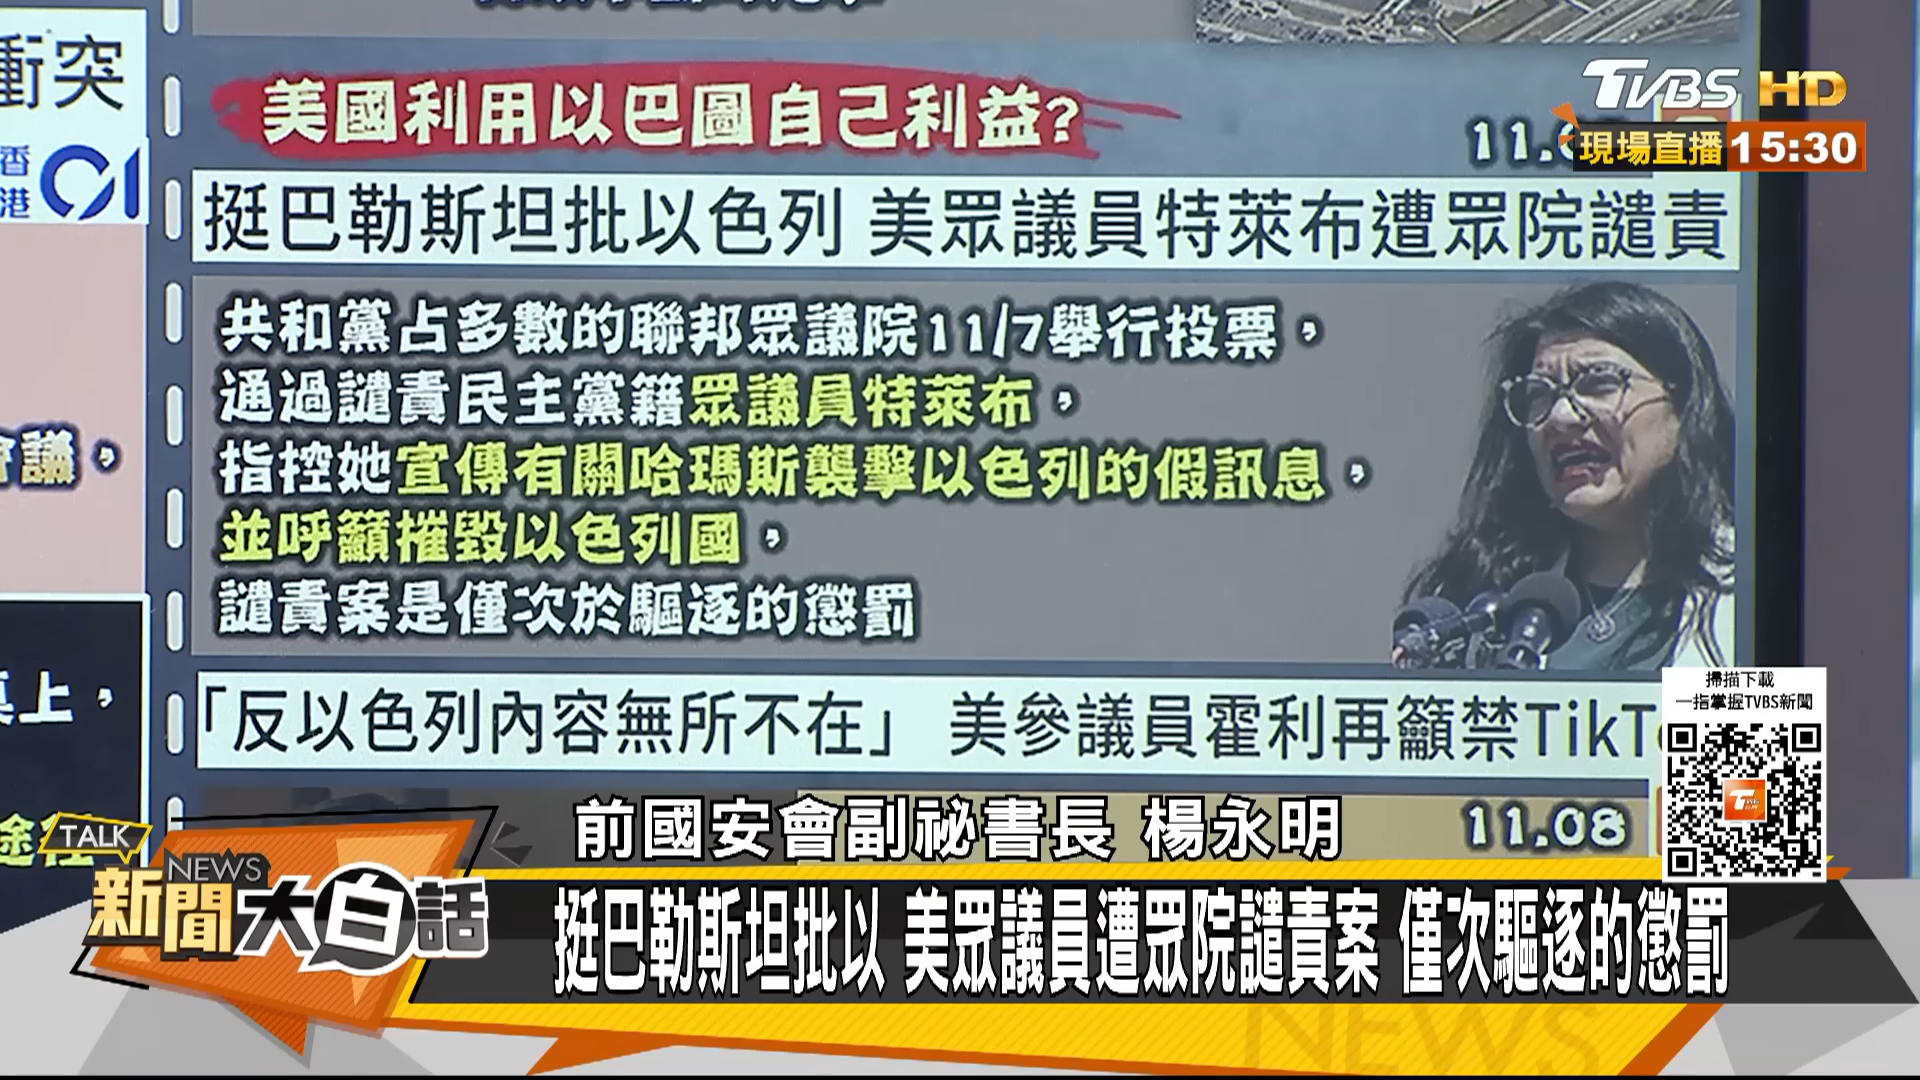 衝突
香港01
美國利用以巴圖自己利益?
TVBS HD
現場直播 15:30
挺巴勒斯坦批以色列 美眾議員特萊布遭眾院譴責
共和黨占多數的聯邦眾議院11/7舉行投票，
通過譴責民主黨籍眾議員特萊布，
指控她宣傳有關哈瑪斯襲擊以色列的假訊息，
並呼籲摧毀以色列國。
譴責案是僅次於驅逐的懲罰
議，
上，
「反以色列內容無所不在」 美參議員霍利再籲禁TikT
掃描下載
一指掌握TVBS新聞
11.08
前國安會副祕書長 楊永明
TALK
NEWS
新聞大白話
挺巴勒斯坦批以 美眾議員遭眾院譴責案 僅次驅逐的懲罰
NEWS